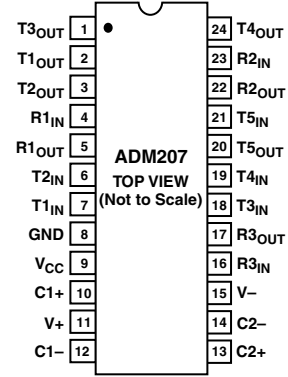 T3OUT 1 24 T4OUT
T1OUT 2 23 R2IN
T2OUT 3 22 R2OUT
R1IN 4 21 T5IN
R1OUT 5 20 T5OUT
ADM207
T2IN 6 19 T4IN
TOP VIEW
(Not to Scale)
T1IN 7 18 T3IN
GND 8 17 R3OUT
VCC 9 16 R3IN
C1+ 10 15 V–
V+ 11 14 C2–
C1– 12 13 C2+